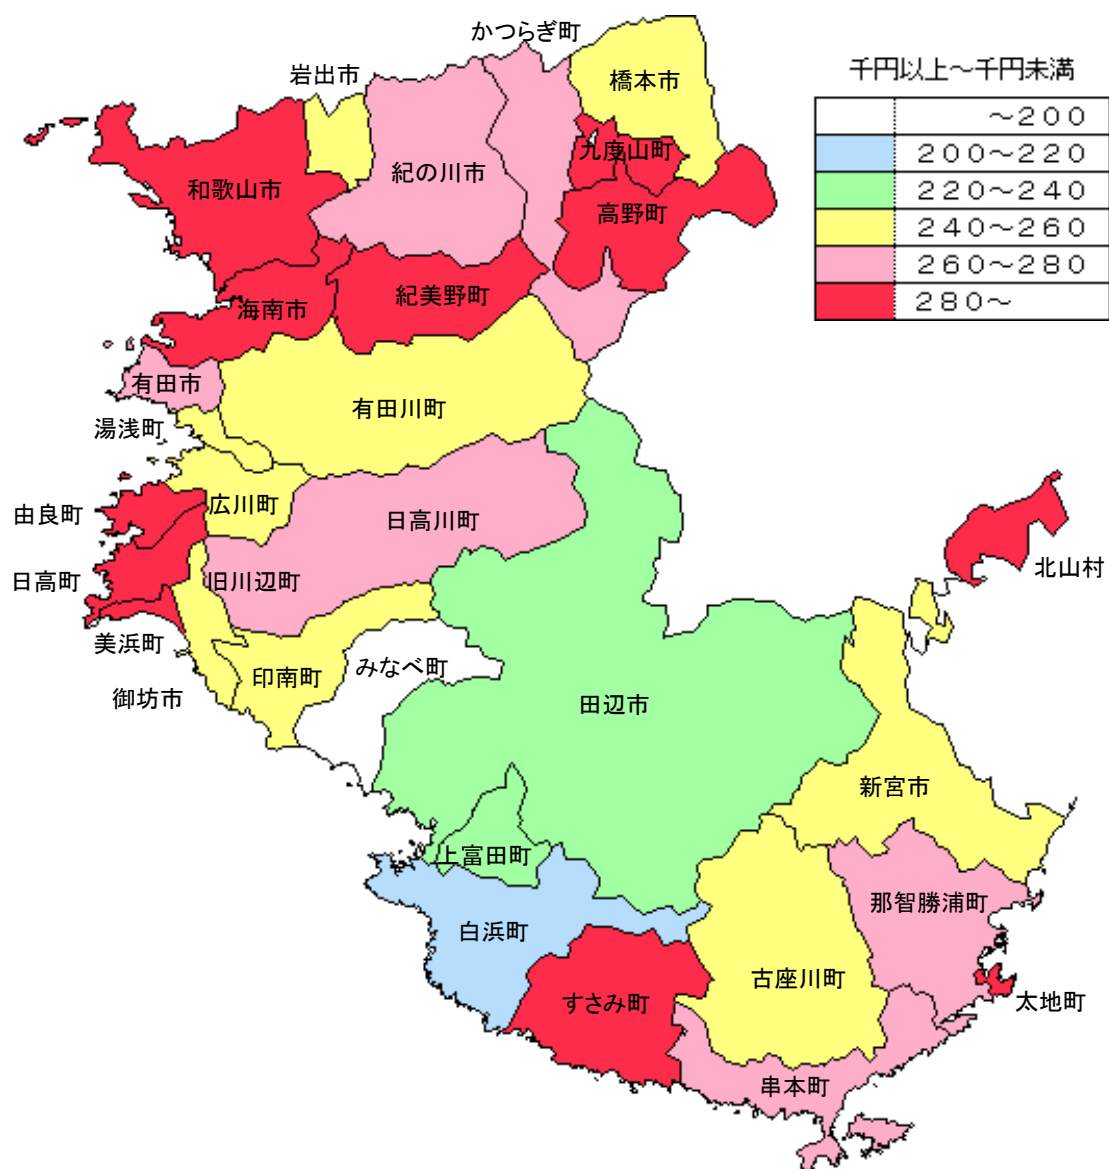 かつらぎ町
岩出市
橋本市
千円以上～千円未満
～２００
２００～２２０
２２０～２４０
２４０～２６０
２６０～２８０
２８０～
九度山町
和歌山市
紀の川市
高野町
海南市
紀美野町
有田市
有田川町
湯浅町
広川町
由良町
日高川町
北山村
日高町
旧川辺町
美浜町
みなべ町
印南町
御坊市
田辺市
新宮市
上富田町
那智勝浦町
白浜町
古座川町
すさみ町
太地町
串本町